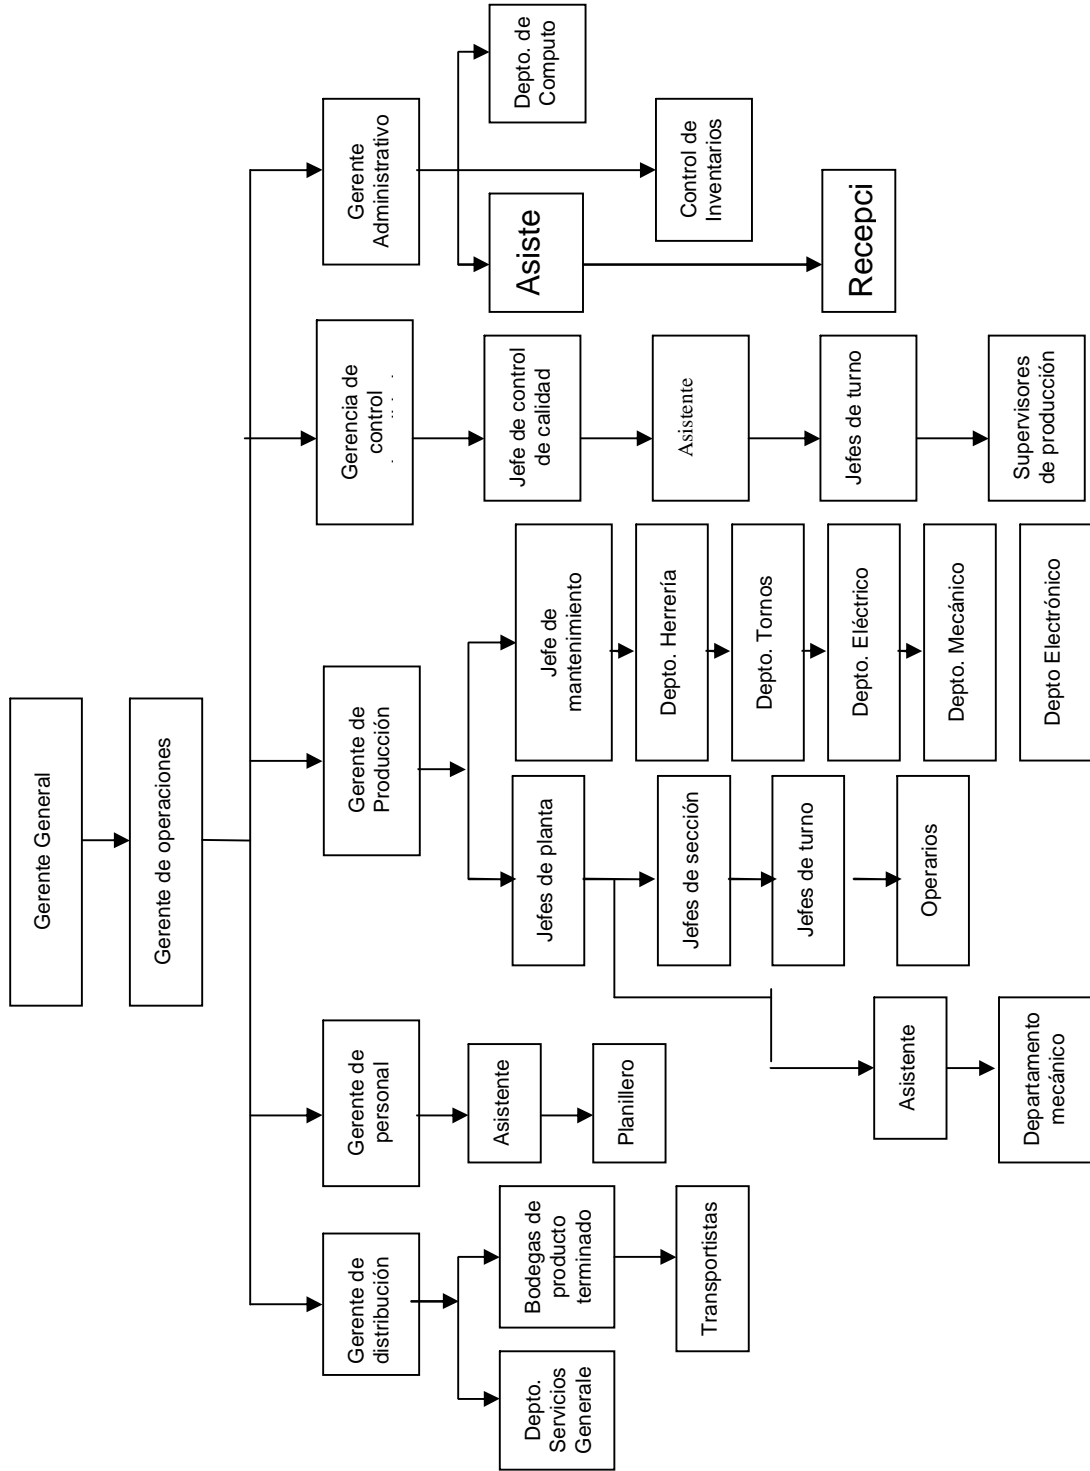 Gerente General
Gerente de operaciones
Gerente de
distribución
Gerente de
personal
Gerente de
Producción
Gerencia de
control
Gerente
Administrativo
Depto.
Servicios
Generale
Bodegas de
producto
terminado
Transportistas
Asistente
Planillero
Jefes de planta
Jefes de sección
Jefes de turno
Operarios
Asistente
Departamento
mecánico
Jefe de
mantenimiento
Depto. Herrería
Depto. Tornos
Depto. Eléctrico
Depto. Mecánico
Depto Electrónico
Jefe de control
de calidad
Asistente
Jefes de turno
Supervisores
de producción
Asiste
Recepci
Control de
Inventarios
Depto. de
Computo